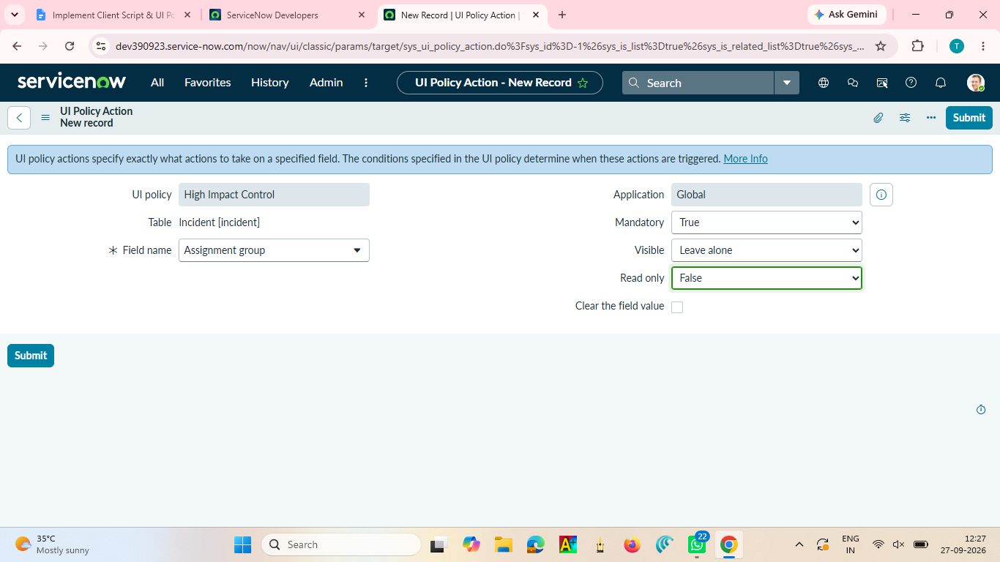 Implement Client Script & UI Po
ServiceNow Developers
New Record | UI Policy Action |
Ask Gemini
dev390923.service-now.com/now/nav/ui/classic/params/target/sys_ui_policy_action.do%3Fsys_id%3D-1%26sys_is_list%3Dtrue%26sys_is_related_list%3Dtrue%26sys_...
T
servicenow
All
Favorites
History
Admin
UI Policy Action - New Record
Search
UI Policy Action
New record
Submit
UI policy actions specify exactly what actions to take on a specified field. The conditions specified in the UI policy determine when these actions are triggered. More Info
UI policy High Impact Control
Application Global
Table Incident [incident]
Mandatory True
Field name Assignment group
Visible Leave alone
Read only False
Clear the field value
Submit
35°C
Mostly sunny
Search
22
ENG
IN
12:27
27-09-2026